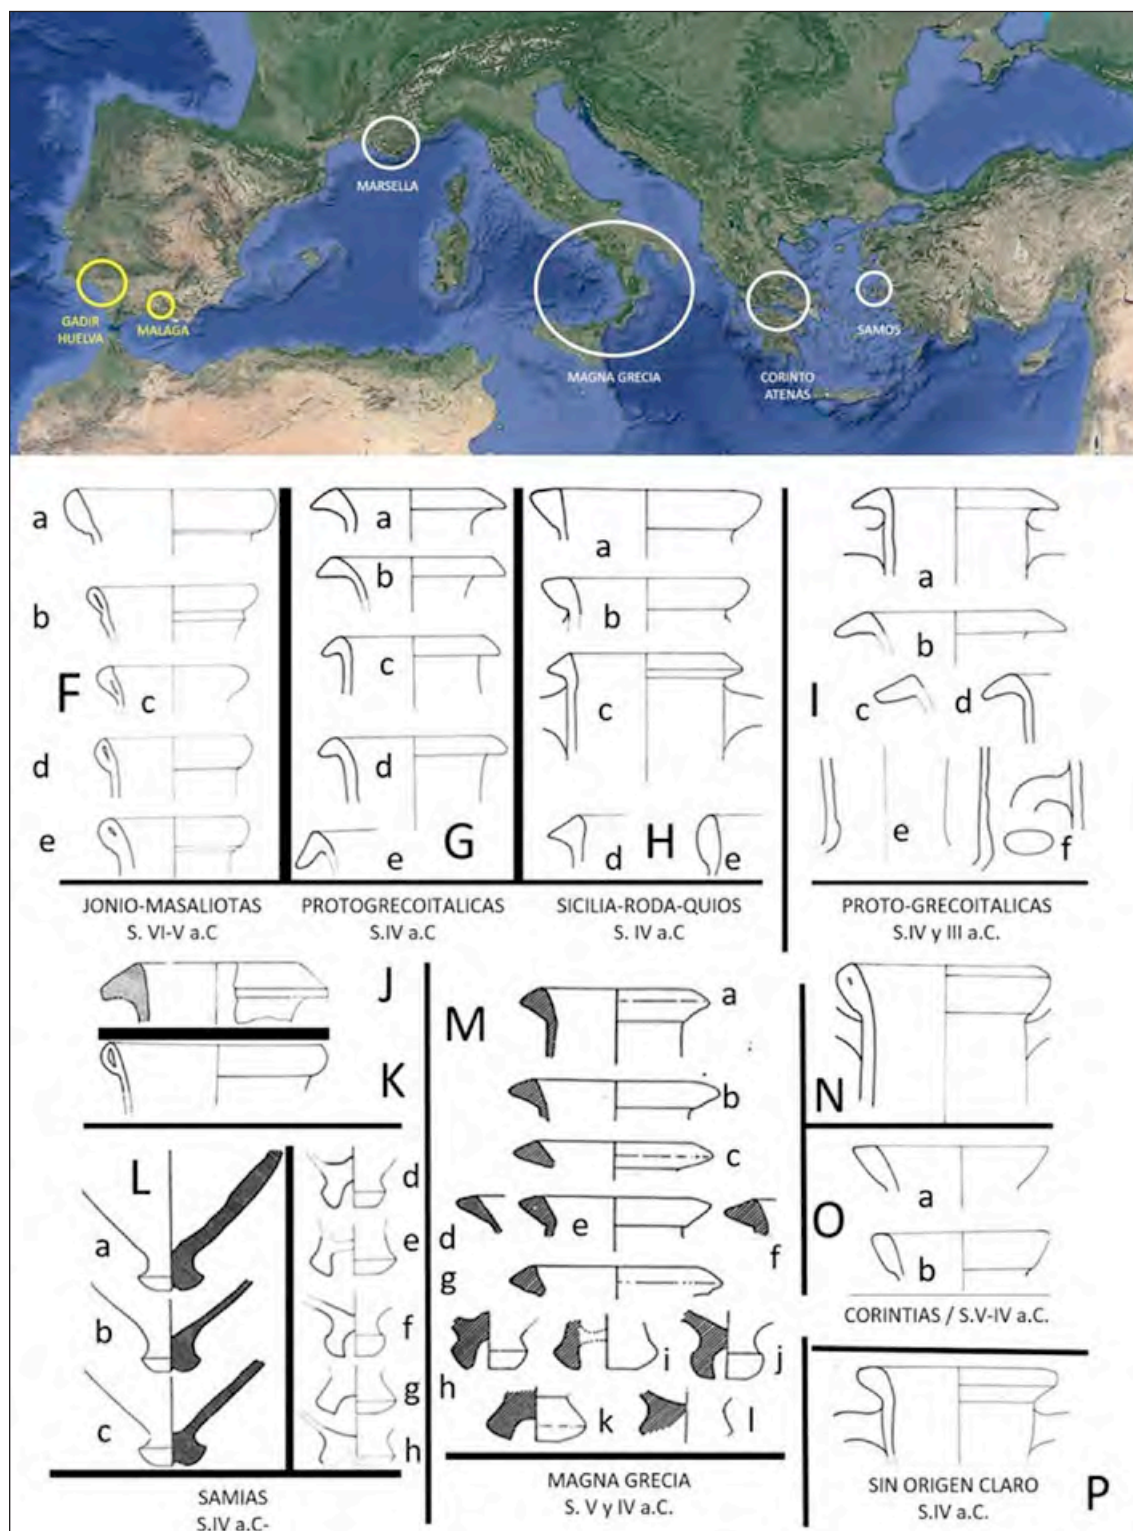 MARSELLA
GADIR
HUELVA
MALAGA
MAGNA GRECIA
CORINTO
ATENAS
SAMOS
a
b
c
d
e
F
a
b
c
d
e
G
a
b
c
d
e
H
a
b
c
d
e
f
I
JONIO-MASALIOTAS
S. VI-V a.C
PROTOGRECOITALICAS
S.IV a.C
SICILIA-RODA-QUIOS
S. IV a.C
PROTO-GRECOITALICAS
S.IV y III a.C.
J
K
L
a
b
c
d
e
f
g
h
SAMIAS
S.IV a.C-
M
a
b
c
d
e
f
g
h
i
j
k
l
MAGNA GRECIA
S. V y IV a.C.
N
O
a
b
CORINTIAS / S.V-IV a.C.
SIN ORIGEN CLARO
S.IV a.C.
P